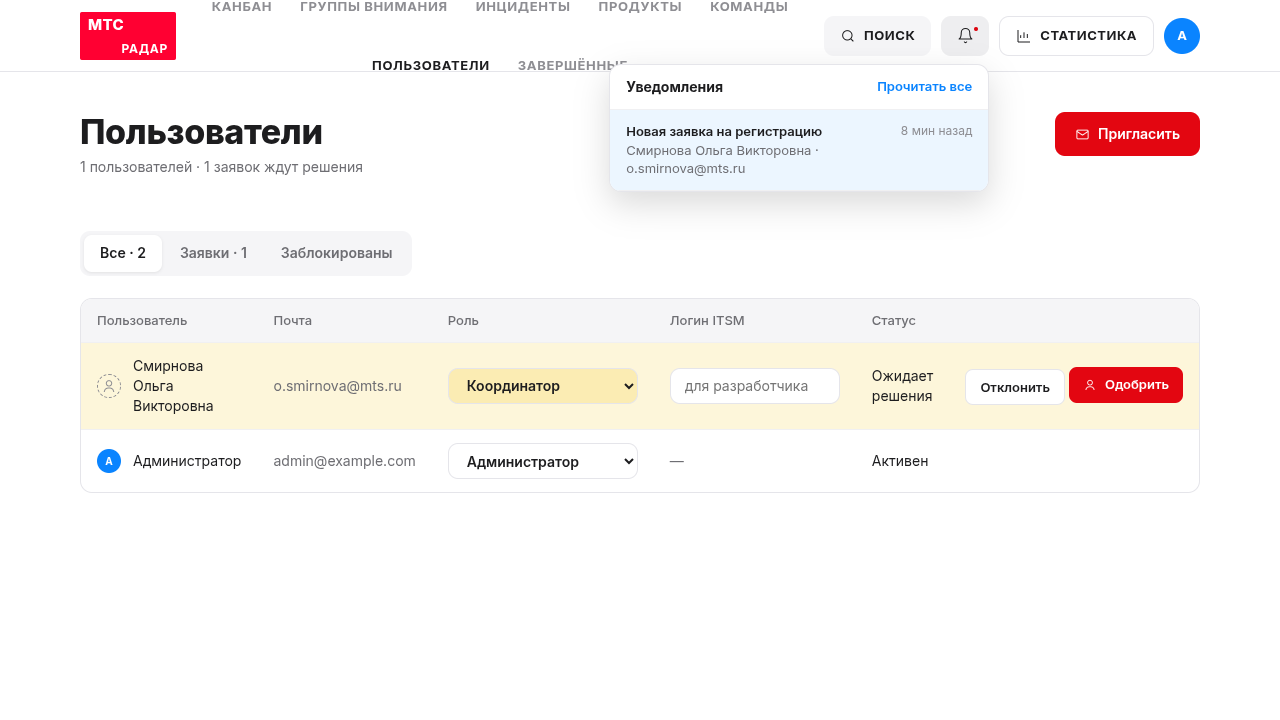 МТС
РАДАР
КАНБАН ГРУППЫ ВНИМАНИЯ ИНЦИДЕНТЫ ПРОДУКТЫ КОМАНДЫ
ПОЛЬЗОВАТЕЛИ ЗАВЕРШЁННЫЕ
ПОИСК
СТАТИСТИКА
А
Уведомления Прочитать все
Новая заявка на регистрацию 8 мин назад
Смирнова Ольга Викторовна ·
o.smirnova@mts.ru
Пользователи
1 пользователей · 1 заявок ждут решения
Пригласить
Все · 2 Заявки · 1 Заблокированы
Пользователь Почта Роль Логин ITSM Статус
Смирнова
Ольга
Викторовна
o.smirnova@mts.ru
Координатор
для разработчика
Ожидает
решения
Отклонить
Одобрить
А Администратор admin@example.com Администратор — Активен